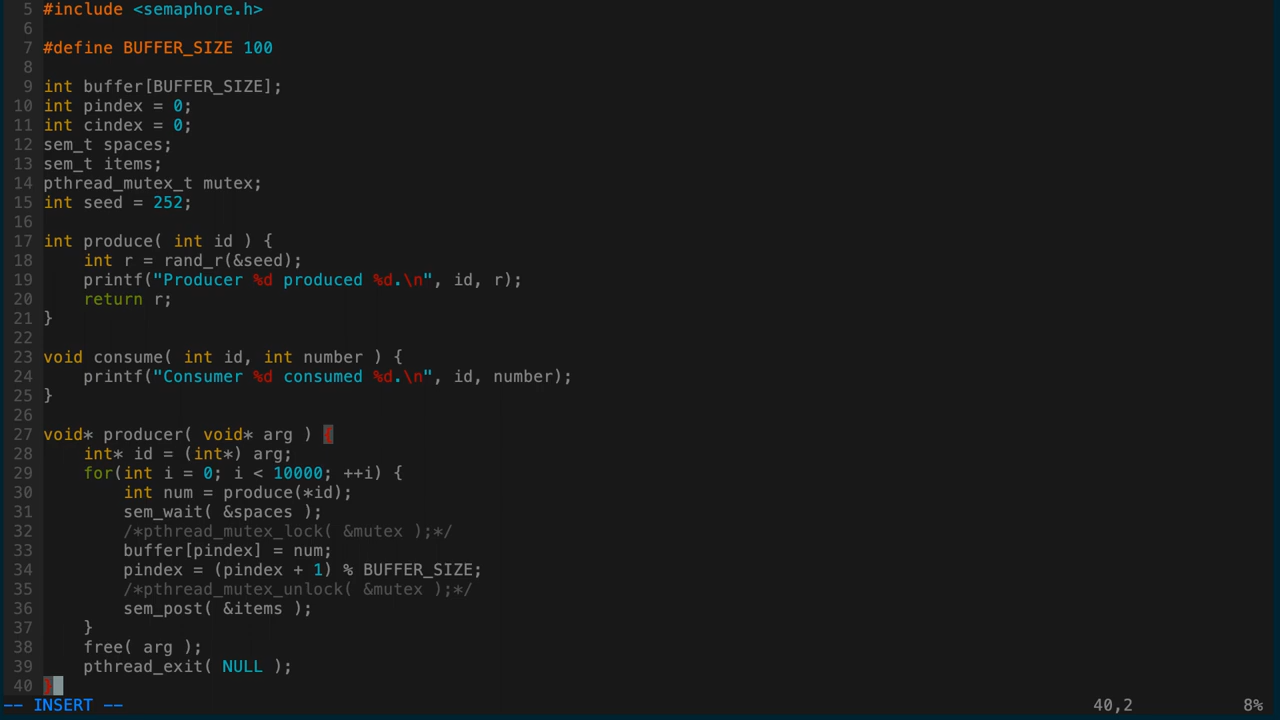 5 #include <semaphore.h>
6
7 #define BUFFER_SIZE 100
8
9 int buffer[BUFFER_SIZE];
10 int pindex = 0;
11 int cindex = 0;
12 sem_t spaces;
13 sem_t items;
14 pthread_mutex_t mutex;
15 int seed = 252;
16
17 int produce( int id ) {
18     int r = rand_r(&seed);
19     printf("Producer %d produced %d.\n", id, r);
20     return r;
21 }
22
23 void consume( int id, int number ) {
24     printf("Consumer %d consumed %d.\n", id, number);
25 }
26
27 void* producer( void* arg ) {
28     int* id = (int*) arg;
29     for(int i = 0; i < 10000; ++i) {
30         int num = produce(*id);
31         sem_wait( &spaces );
32         /*pthread_mutex_lock( &mutex );*/
33         buffer[pindex] = num;
34         pindex = (pindex + 1) % BUFFER_SIZE;
35         /*pthread_mutex_unlock( &mutex );*/
36         sem_post( &items );
37     }
38     free( arg );
39     pthread_exit( NULL );
40 }
-- INSERT -- 40,2 8%